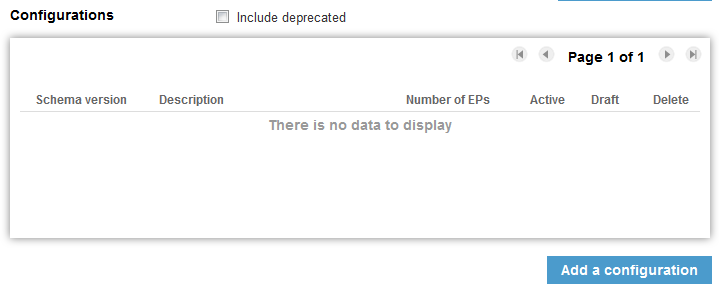 Configurations
Include deprecated
Page 1 of 1
Schema version Description Number of EPs Active Draft Delete
There is no data to display
Add a configuration